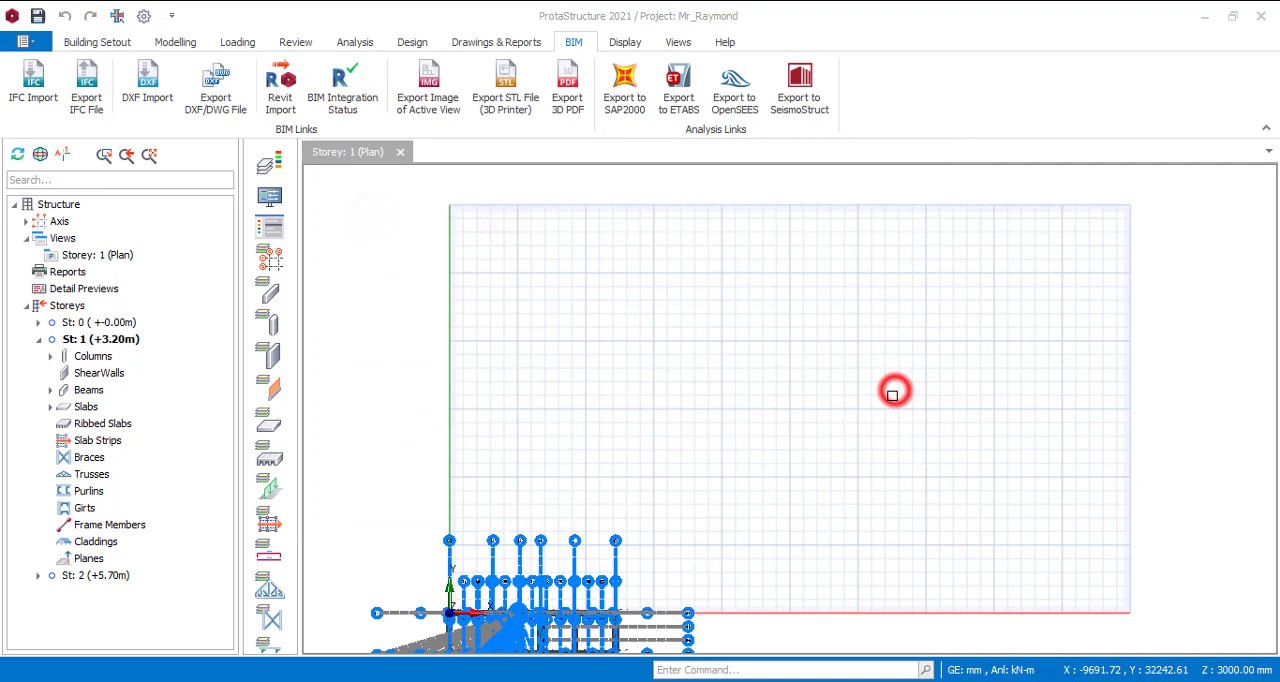 ProtaStructure 2021 / Project: Mr_Raymond
Building Setout Modelling Loading Review Analysis Design Drawings & Reports BIM Display Views Help
IFC Import
Export IFC File
DXF Import
Export DXF/DWG File
Revit Import
BIM Integration Status
Export Image of Active View
Export STL File (3D Printer)
Export 3D PDF
Export to SAP2000
Export to ETABS
Export to OpenSEES
Export to SeismoStruct
BIM Links
Analysis Links
Storey: 1 (Plan)
Search...
Structure
Axis
Views
Storey: 1 (Plan)
Reports
Detail Previews
Storeys
St: 0 ( +-0.00m)
St: 1 (+3.20m)
Columns
ShearWalls
Beams
Slabs
Ribbed Slabs
Slab Strips
Braces
Trusses
Purlins
Girts
Frame Members
Claddings
Planes
St: 2 (+5.70m)
Y
Z
X
Enter Command...
GE: mm , Anl: kN-m
X : -9691.72 , Y : 32242.61
Z : 3000.00 mm